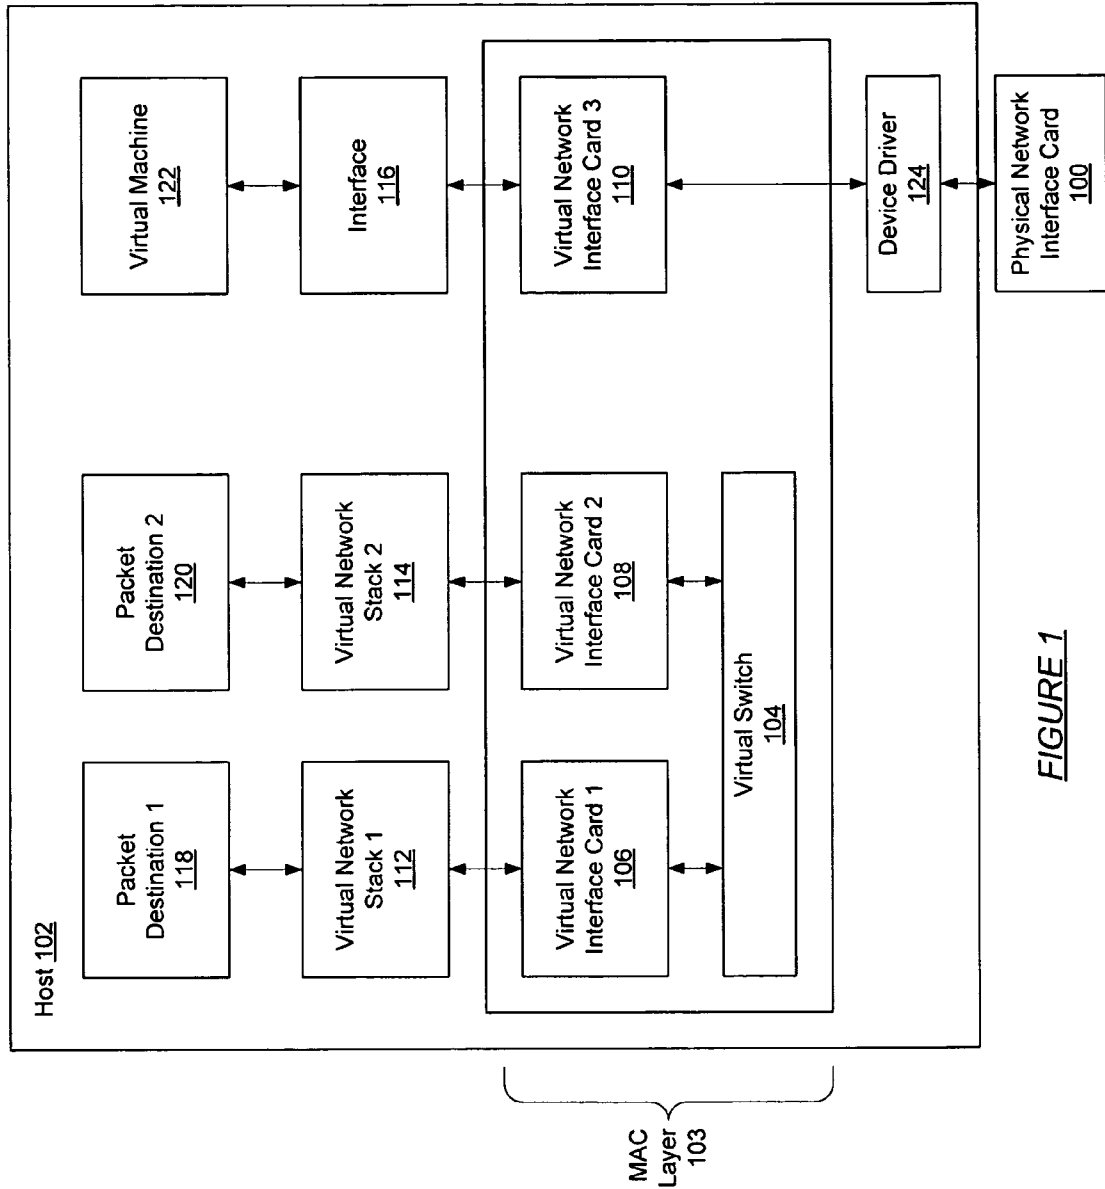 Host 102
Packet
Destination 1
118
Packet
Destination 2
120
Virtual Machine
122
Virtual Network
Stack 1
112
Virtual Network
Stack 2
114
Interface
116
MAC
Layer
103
Virtual Network
Interface Card 1
106
Virtual Network
Interface Card 2
108
Virtual Network
Interface Card 3
110
Virtual Switch
104
Device Driver
124
Physical Network
Interface Card
100
FIGURE 1